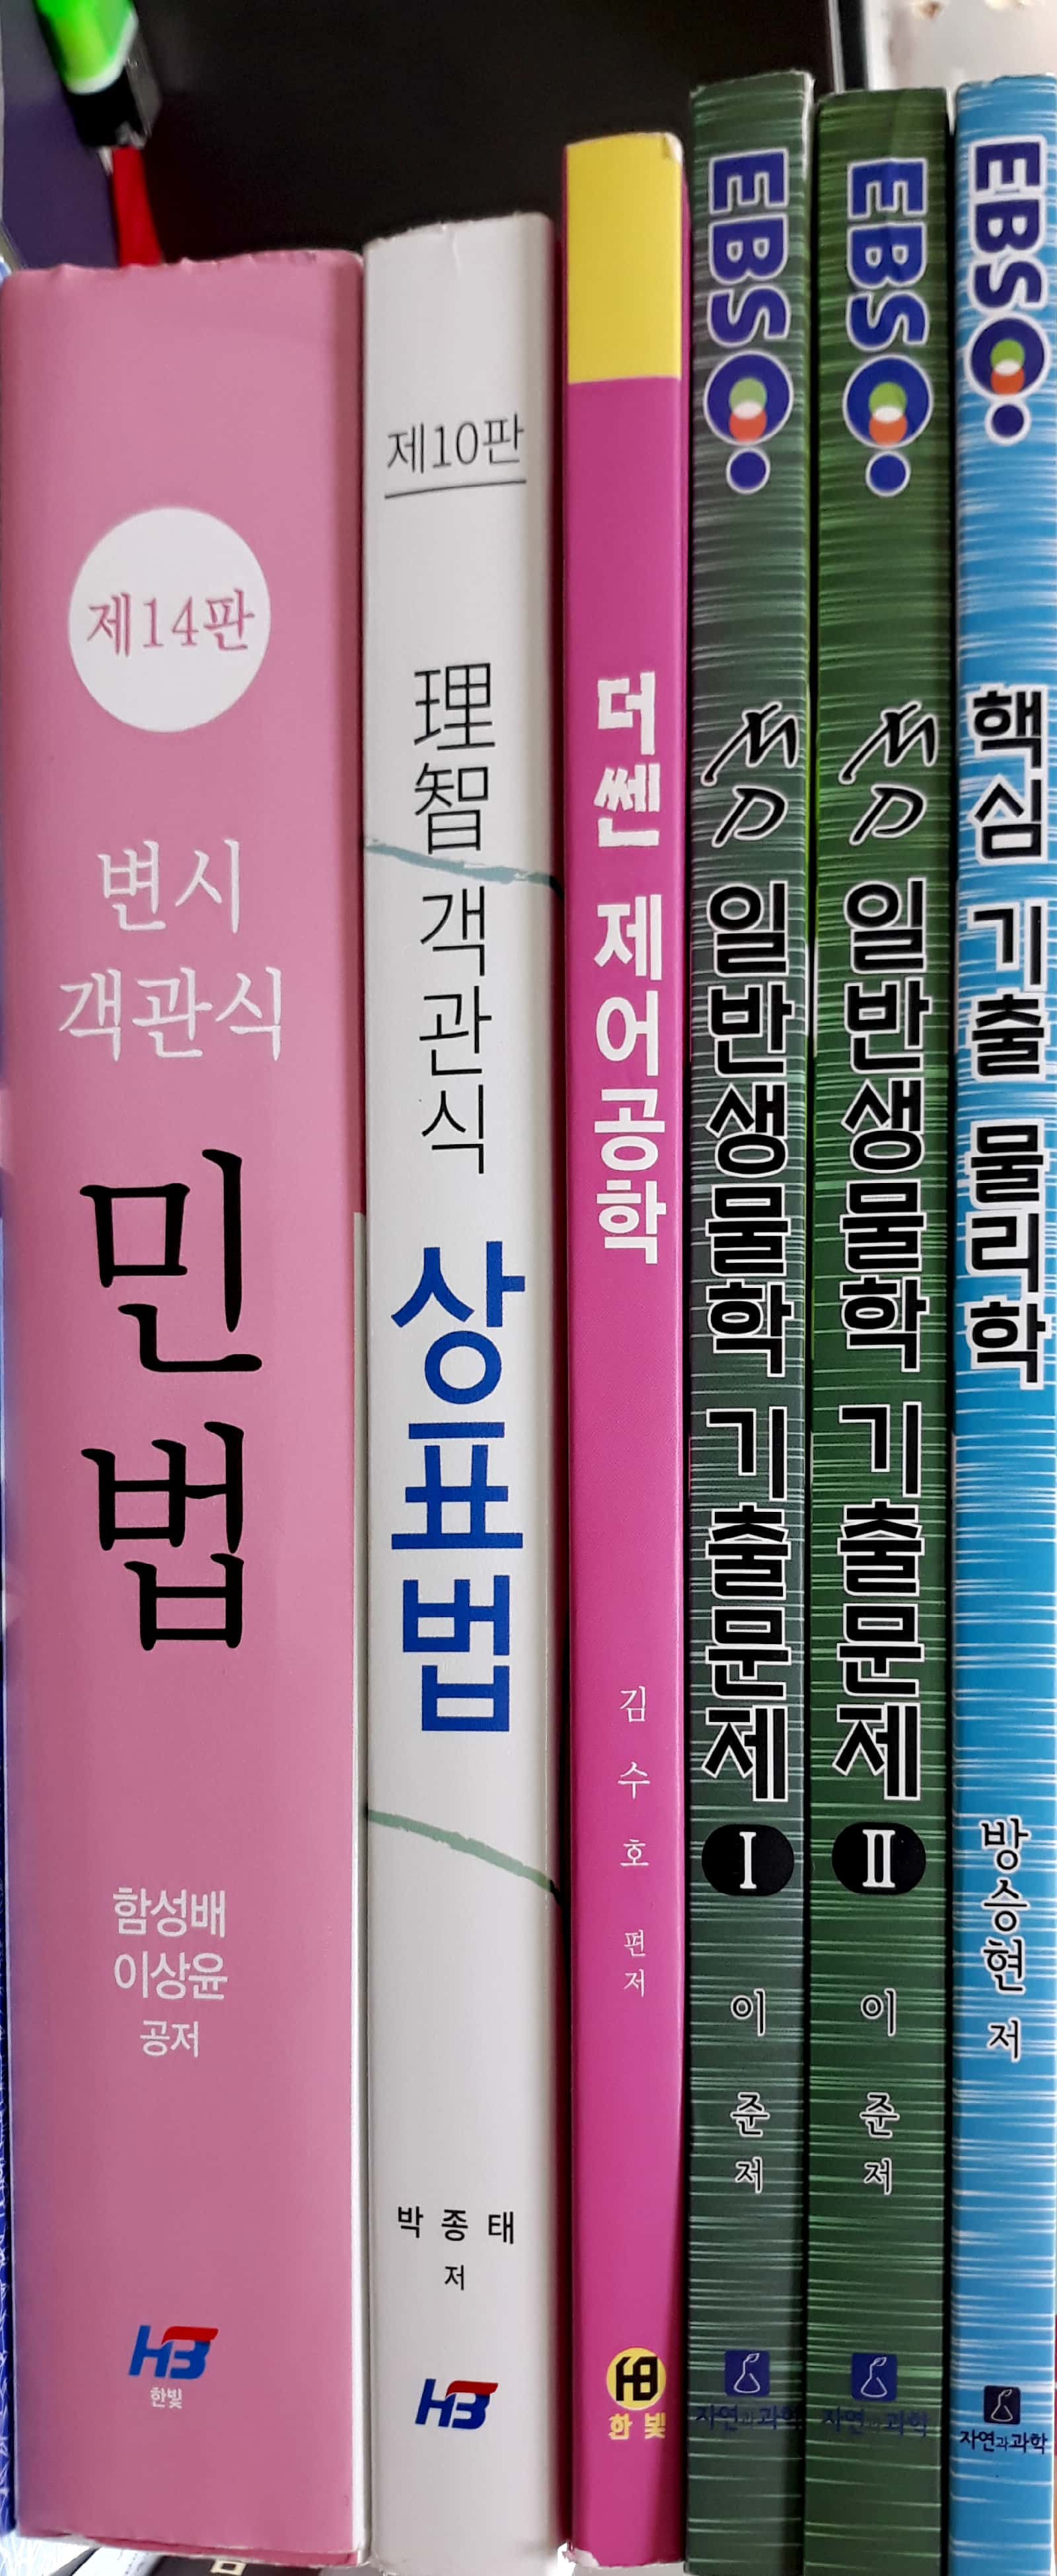 제14판
변시
객관식
민법
함성배
이상윤
공저
HB
한빛
제10판
理智 객관식 상표법
박종태
저
HB
더 쎈 제어공학
김수호 편저
HB
한빛
EBS
MD 일반생물학 기출문제 I
이준 저
자연과과학
EBS
MD 일반생물학 기출문제 II
이준 저
자연과과학
EBS
핵심 기출 물리학
방승현 저
자연과과학